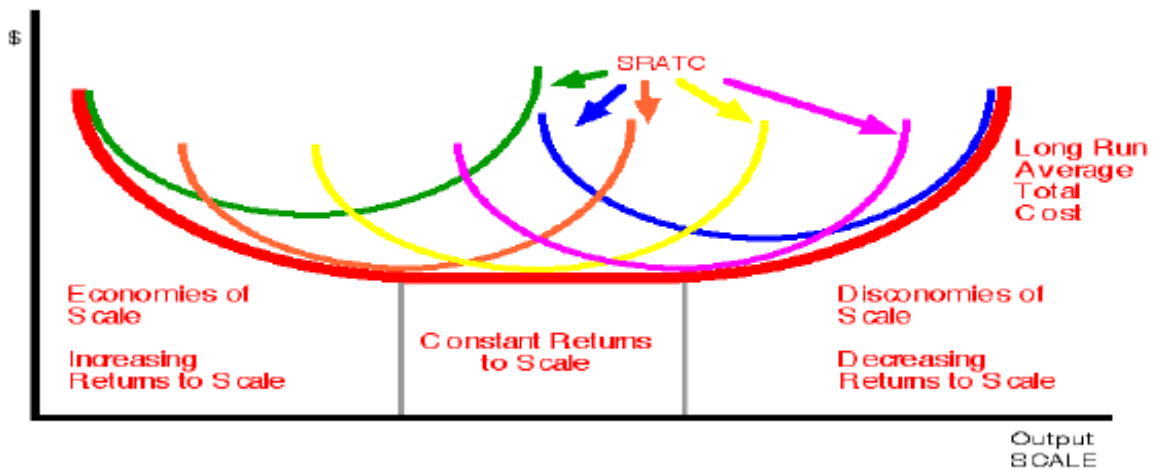 $
SRATC
Long Run
Average
Total
Cost
Economies of
Scale
Increasing
Returns to Scale
Constant Returns
to Scale
Disconomies of
Scale
Decreasing
Returns to Scale
Output
SCALE